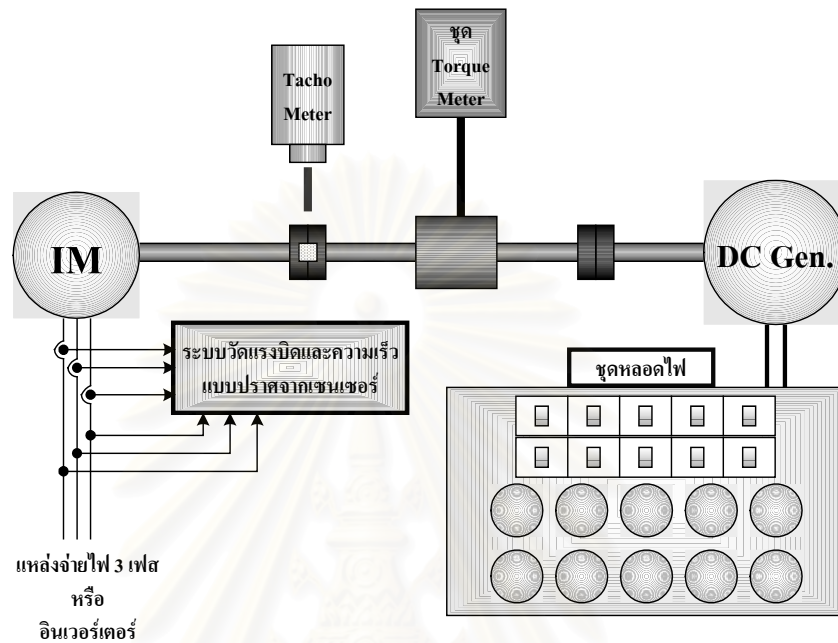 ชุด
Torque
Meter
Tacho
Meter
IM
DC Gen.
ระบบวัดแรงบิดและความเร็ว
แบบปราศจากเซนเซอร์
ชุดหลอดไฟ
แหล่งจ่ายไฟ 3 เฟส
หรือ
อินเวอร์เตอร์